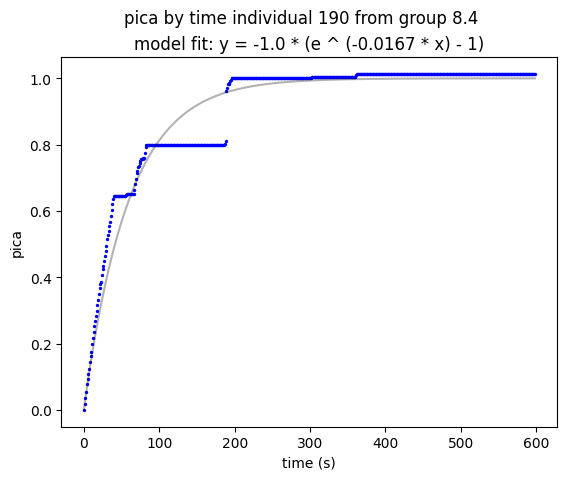 pica by time individual 190 from group 8.4
model fit: y = -1.0 * (e ^ (-0.0167 * x) - 1)
1.0
0.8
0.6
0.4
0.2
0.0
pica
0 100 200 300 400 500 600
time (s)